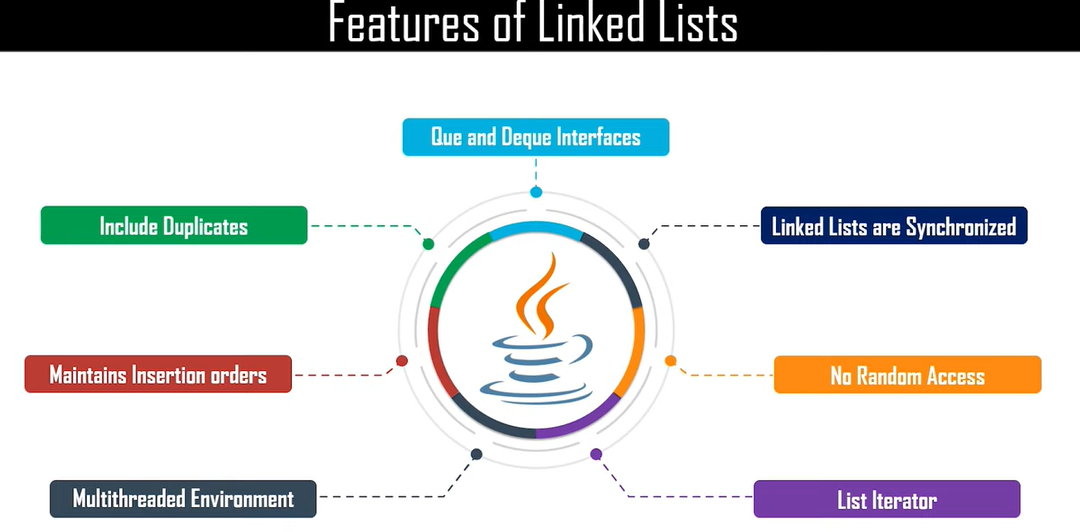 Features of Linked Lists
Que and Deque Interfaces
Include Duplicates
Linked Lists are Synchronized
Maintains Insertion orders
No Random Access
Multithreaded Environment
List Iterator